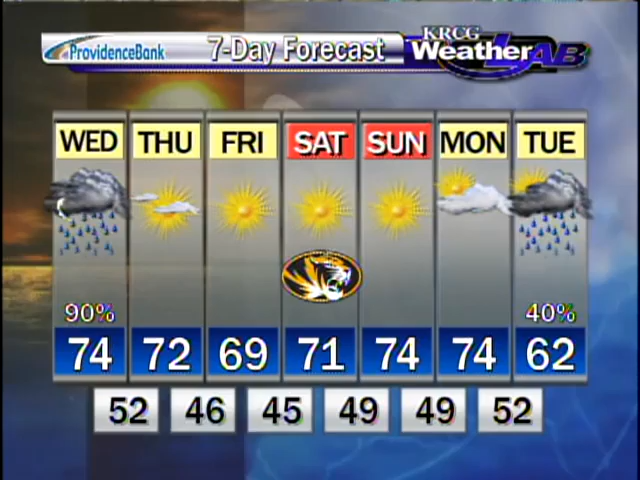 ProvidenceBank
7-Day Forecast
KRCG
WeatherLAB
WED THU FRI SAT SUN MON TUE
90% 40%
74 72 69 71 74 74 62
52 46 45 49 49 52